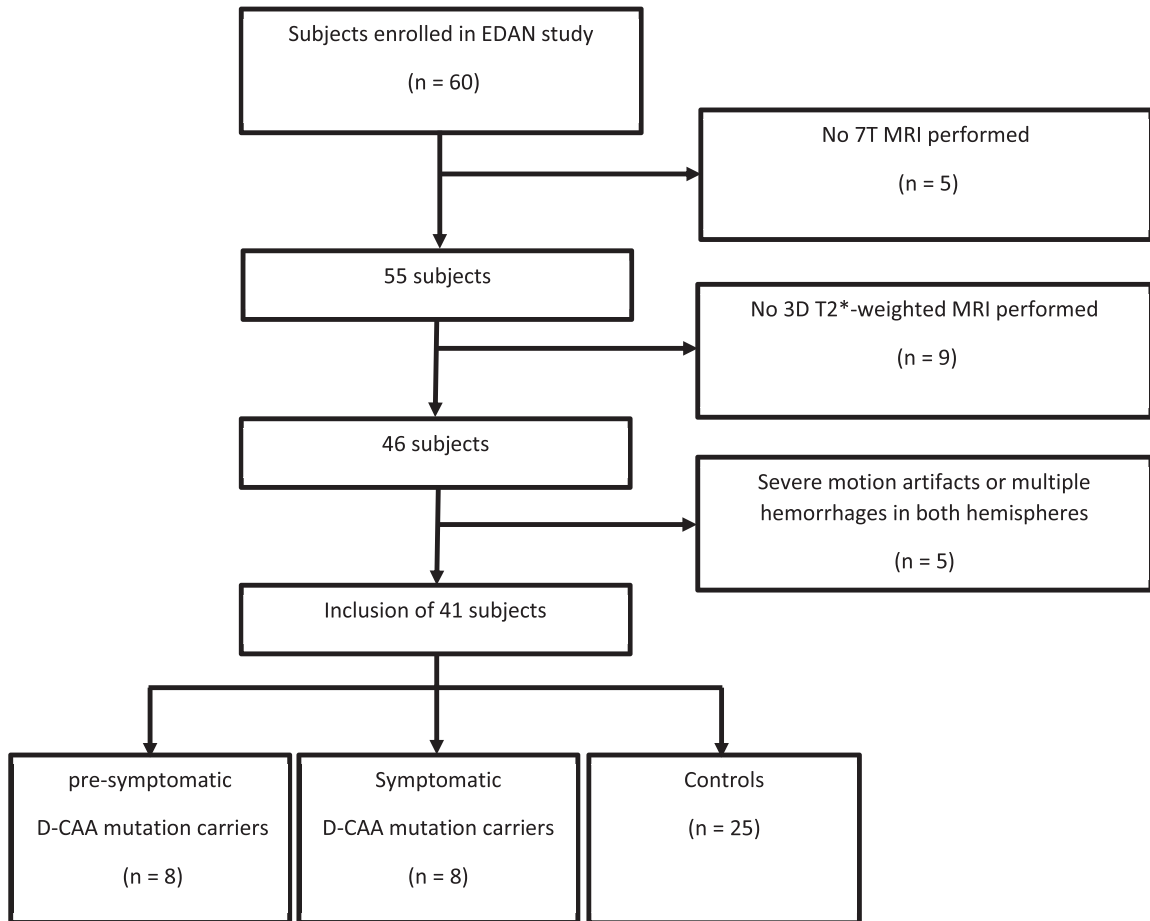 Subjects enrolled in EDAN study
(n = 60)
No 7T MRI performed
(n = 5)
55 subjects
No 3D T2*-weighted MRI performed
(n = 9)
46 subjects
Severe motion artifacts or multiple
hemorrhages in both hemispheres
(n = 5)
Inclusion of 41 subjects
pre-symptomatic
D-CAA mutation carriers
(n = 8)
Symptomatic
D-CAA mutation carriers
(n = 8)
Controls
(n = 25)